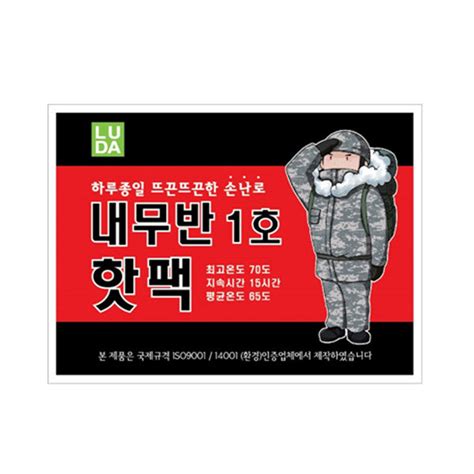 LU
DA
하루종일 뜨끈뜨끈한 손난로
내무반 1호
핫팩
최고온도 70도
지속시간 15시간
평균온도 65도
본 제품은 국제규격 ISO9001 / 14001 (환경)인증업체에서 제작하였습니다